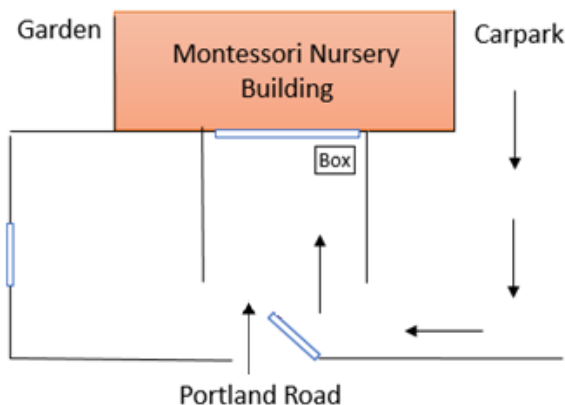 Garden
Montessori Nursery
Building
Carpark
Box
Portland Road